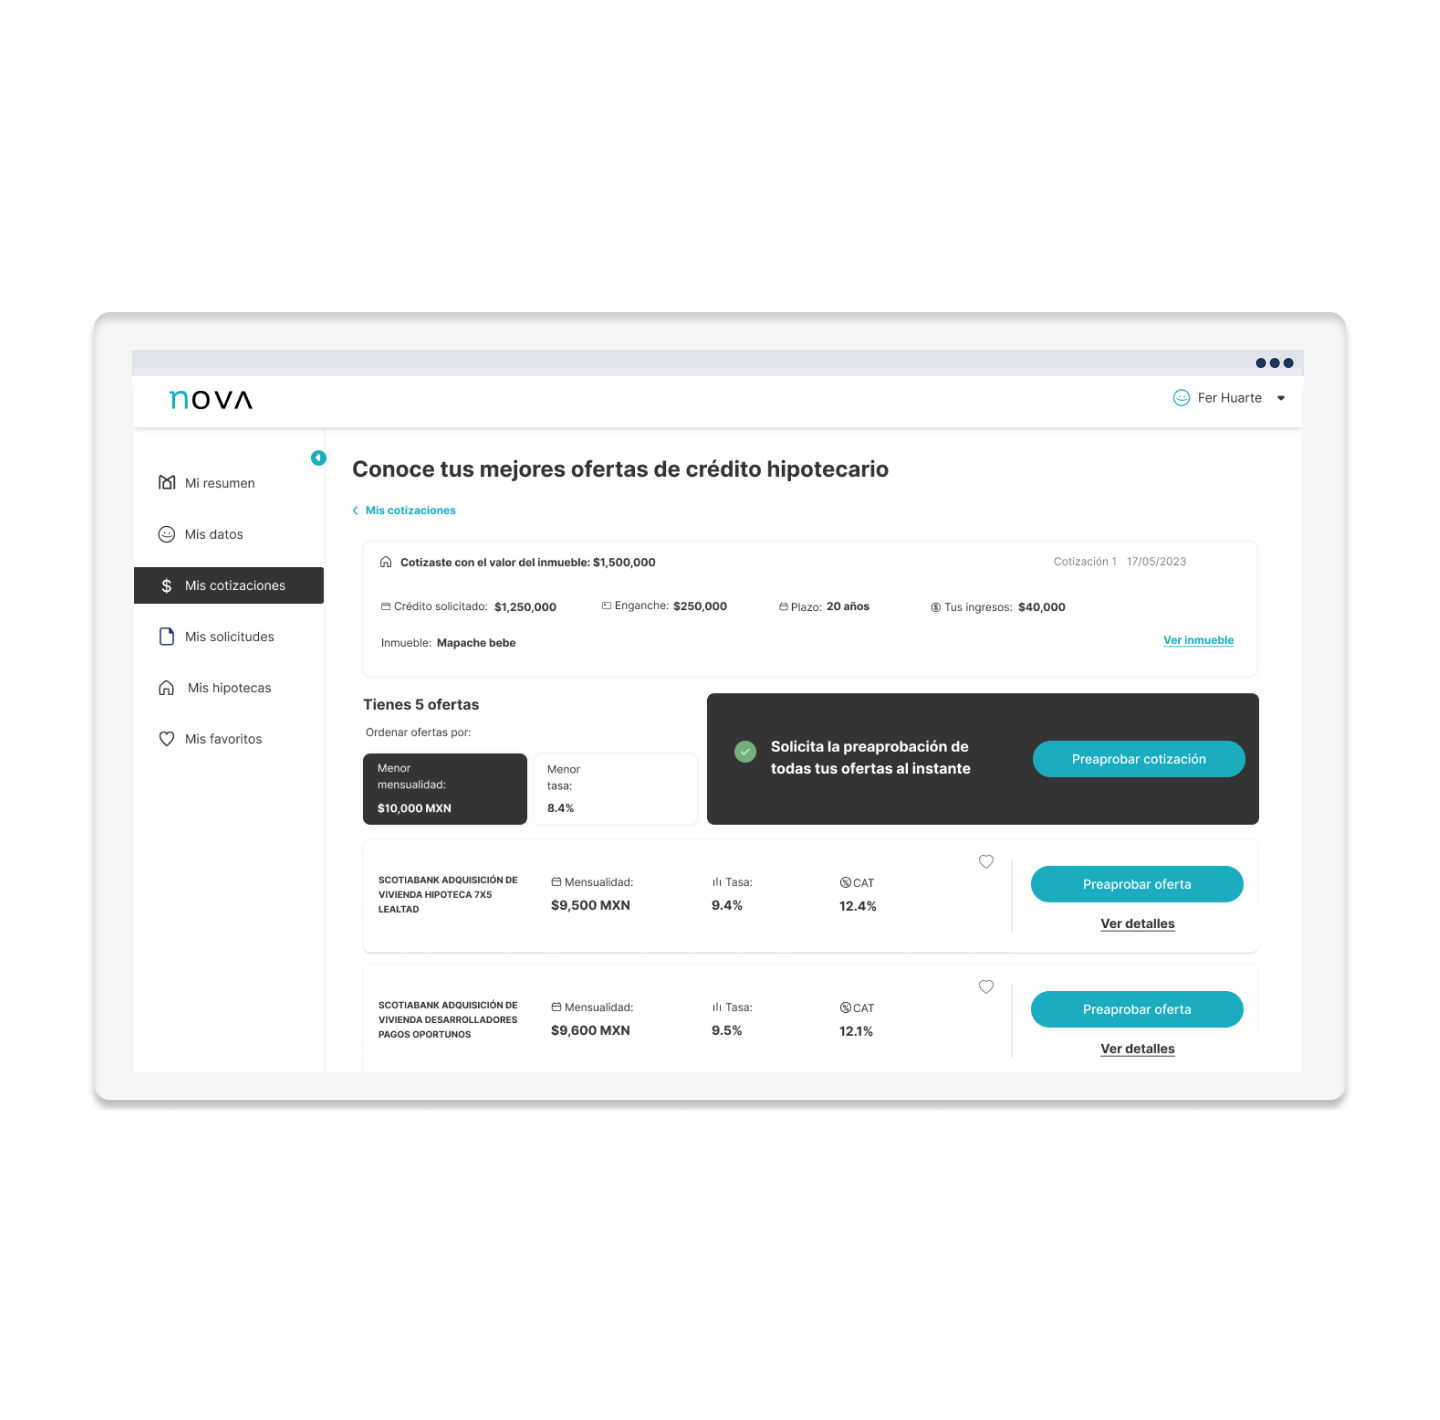 nova
Fer Huarte
Mi resumen
Mis datos
Mis cotizaciones
Mis solicitudes
Mis hipotecas
Mis favoritos
Conoce tus mejores ofertas de crédito hipotecario
Mis cotizaciones
Cotizaste con el valor del inmueble: $1,500,000
Cotización 1 17/05/2023
Crédito solicitado: $1,250,000
Enganche: $250,000
Plazo: 20 años
Tus ingresos: $40,000
Inmueble: Mapache bebe
Ver inmueble
Tienes 5 ofertas
Ordenar ofertas por:
Menor
mensualidad:
$10,000 MXN
Menor
tasa:
8.4%
Solicita la preaprobación de
todas tus ofertas al instante
Preaprobar cotización
SCOTIABANK ADQUISICIÓN DE
VIVIENDA HIPOTECA 7X5
LEALTAD
Mensualidad:
$9,500 MXN
Tasa:
9.4%
CAT
12.4%
Preaprobar oferta
Ver detalles
SCOTIABANK ADQUISICIÓN DE
VIVIENDA DESARROLLADORES
PAGOS OPORTUNOS
Mensualidad:
$9,600 MXN
Tasa:
9.5%
CAT
12.1%
Preaprobar oferta
Ver detalles